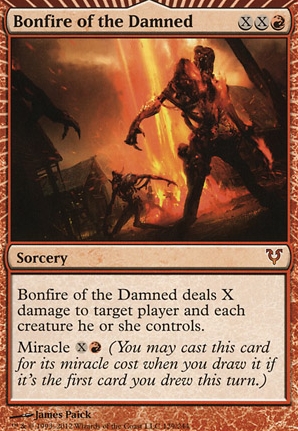 Bonfire of the Damned XXR
Sorcery
Bonfire of the Damned deals X
damage to target player and each
creature he or she controls.
Miracle XR (You may cast this card
for its miracle cost when you draw it if
it's the first card you drew this turn.)
James Paick